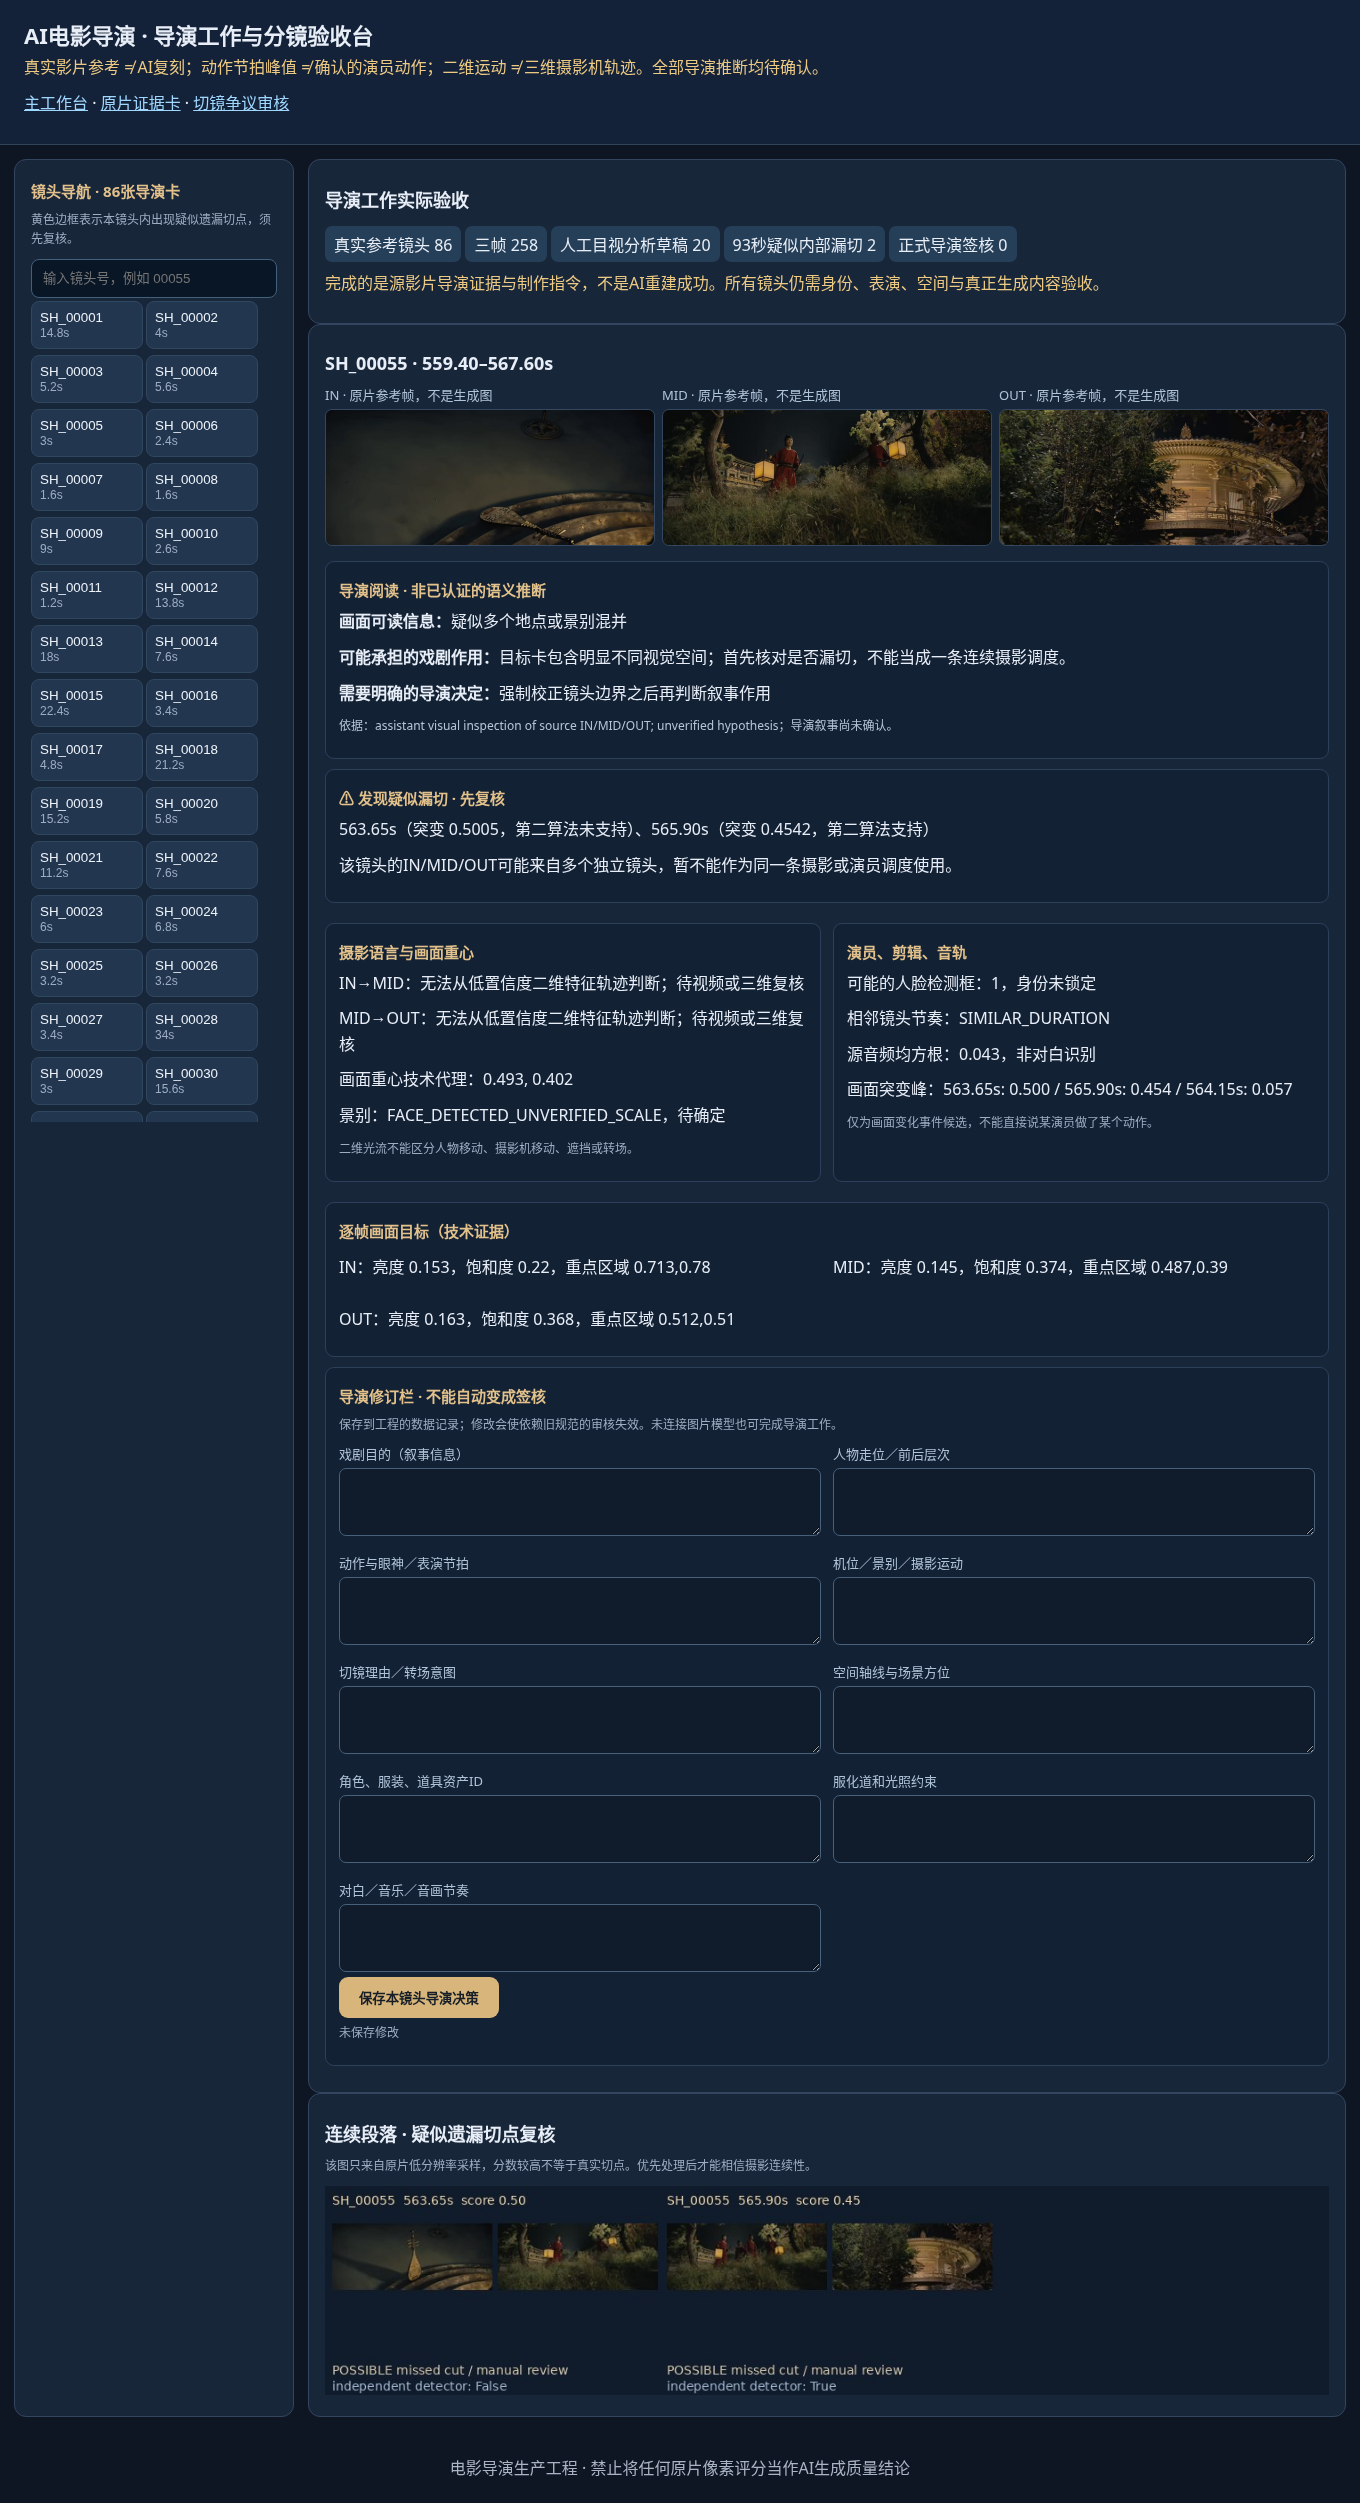 AI电影导演 · 导演工作与分镜验收台
真实影片参考 ≠ AI复刻；动作节拍峰值 ≠ 确认的演员动作；二维运动 ≠ 三维摄影机轨迹。全部导演推断均待确认。
主工作台 · 原片证据卡 · 切镜争议审核
镜头导航 · 86张导演卡
黄色边框表示本镜头内出现疑似遗漏切点，须
先复核。
输入镜头号，例如 00055
SH_00001 SH_00002
14.8s 4s
SH_00003 SH_00004
5.2s 5.6s
SH_00005 SH_00006
3s 2.4s
SH_00007 SH_00008
1.6s 1.6s
SH_00009 SH_00010
9s 2.6s
SH_00011 SH_00012
1.2s 13.8s
SH_00013 SH_00014
18s 7.6s
SH_00015 SH_00016
22.4s 3.4s
SH_00017 SH_00018
4.8s 21.2s
SH_00019 SH_00020
15.2s 5.8s
SH_00021 SH_00022
11.2s 7.6s
SH_00023 SH_00024
6s 6.8s
SH_00025 SH_00026
3.2s 3.2s
SH_00027 SH_00028
3.4s 34s
SH_00029 SH_00030
3s 15.6s
导演工作实际验收
真实参考镜头 86 三帧 258 人工目视分析草稿 20 93秒疑似内部漏切 2 正式导演签核 0
完成的是源影片导演证据与制作指令，不是AI重建成功。所有镜头仍需身份、表演、空间与真正生成内容验收。
SH_00055 · 559.40–567.60s
IN · 原片参考帧，不是生成图 MID · 原片参考帧，不是生成图 OUT · 原片参考帧，不是生成图
导演阅读 · 非已认证的语义推断
画面可读信息：疑似多个地点或景别混并
可能承担的戏剧作用：目标卡包含明显不同视觉空间；首先核对是否漏切，不能当成一条连续摄影调度。
需要明确的导演决定：强制校正镜头边界之后再判断叙事作用
依据：assistant visual inspection of source IN/MID/OUT; unverified hypothesis；导演叙事尚未确认。
⚠ 发现疑似漏切 · 先复核
563.65s（突变 0.5005，第二算法未支持）、565.90s（突变 0.4542，第二算法支持）
该镜头的IN/MID/OUT可能来自多个独立镜头，暂不能作为同一条摄影或演员调度使用。
摄影语言与画面重心
IN→MID：无法从低置信度二维特征轨迹判断；待视频或三维复核
MID→OUT：无法从低置信度二维特征轨迹判断；待视频或三维复
核
画面重心技术代理：0.493, 0.402
景别：FACE_DETECTED_UNVERIFIED_SCALE，待确定
二维光流不能区分人物移动、摄影机移动、遮挡或转场。
演员、剪辑、音轨
可能的人脸检测框：1，身份未锁定
相邻镜头节奏：SIMILAR_DURATION
源音频均方根：0.043，非对白识别
画面突变峰：563.65s: 0.500 / 565.90s: 0.454 / 564.15s: 0.057
仅为画面变化事件候选，不能直接说某演员做了某个动作。
逐帧画面目标（技术证据）
IN：亮度 0.153，饱和度 0.22，重点区域 0.713,0.78 MID：亮度 0.145，饱和度 0.374，重点区域 0.487,0.39
OUT：亮度 0.163，饱和度 0.368，重点区域 0.512,0.51
导演修订栏 · 不能自动变成签核
保存到工程的数据记录；修改会使依赖旧规范的审核失效。未连接图片模型也可完成导演工作。
戏剧目的（叙事信息） 人物走位／前后层次
动作与眼神／表演节拍 机位／景别／摄影运动
切镜理由／转场意图 空间轴线与场景方位
角色、服装、道具资产ID 服化道和光照约束
对白／音乐／音画节奏
保存本镜头导演决策
未保存修改
连续段落 · 疑似遗漏切点复核
该图只来自原片低分辨率采样，分数较高不等于真实切点。优先处理后才能相信摄影连续性。
SH_00055 563.65s score 0.50 SH_00055 565.90s score 0.45
POSSIBLE missed cut / manual review POSSIBLE missed cut / manual review
independent detector: False independent detector: True
电影导演生产工程 · 禁止将任何原片像素评分当作AI生成质量结论